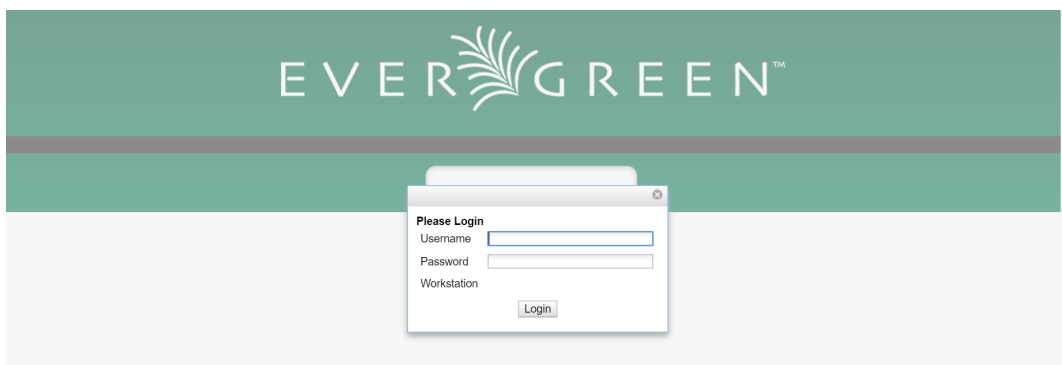 EVERGREEN™
Please Login
Username
Password
Workstation
Login